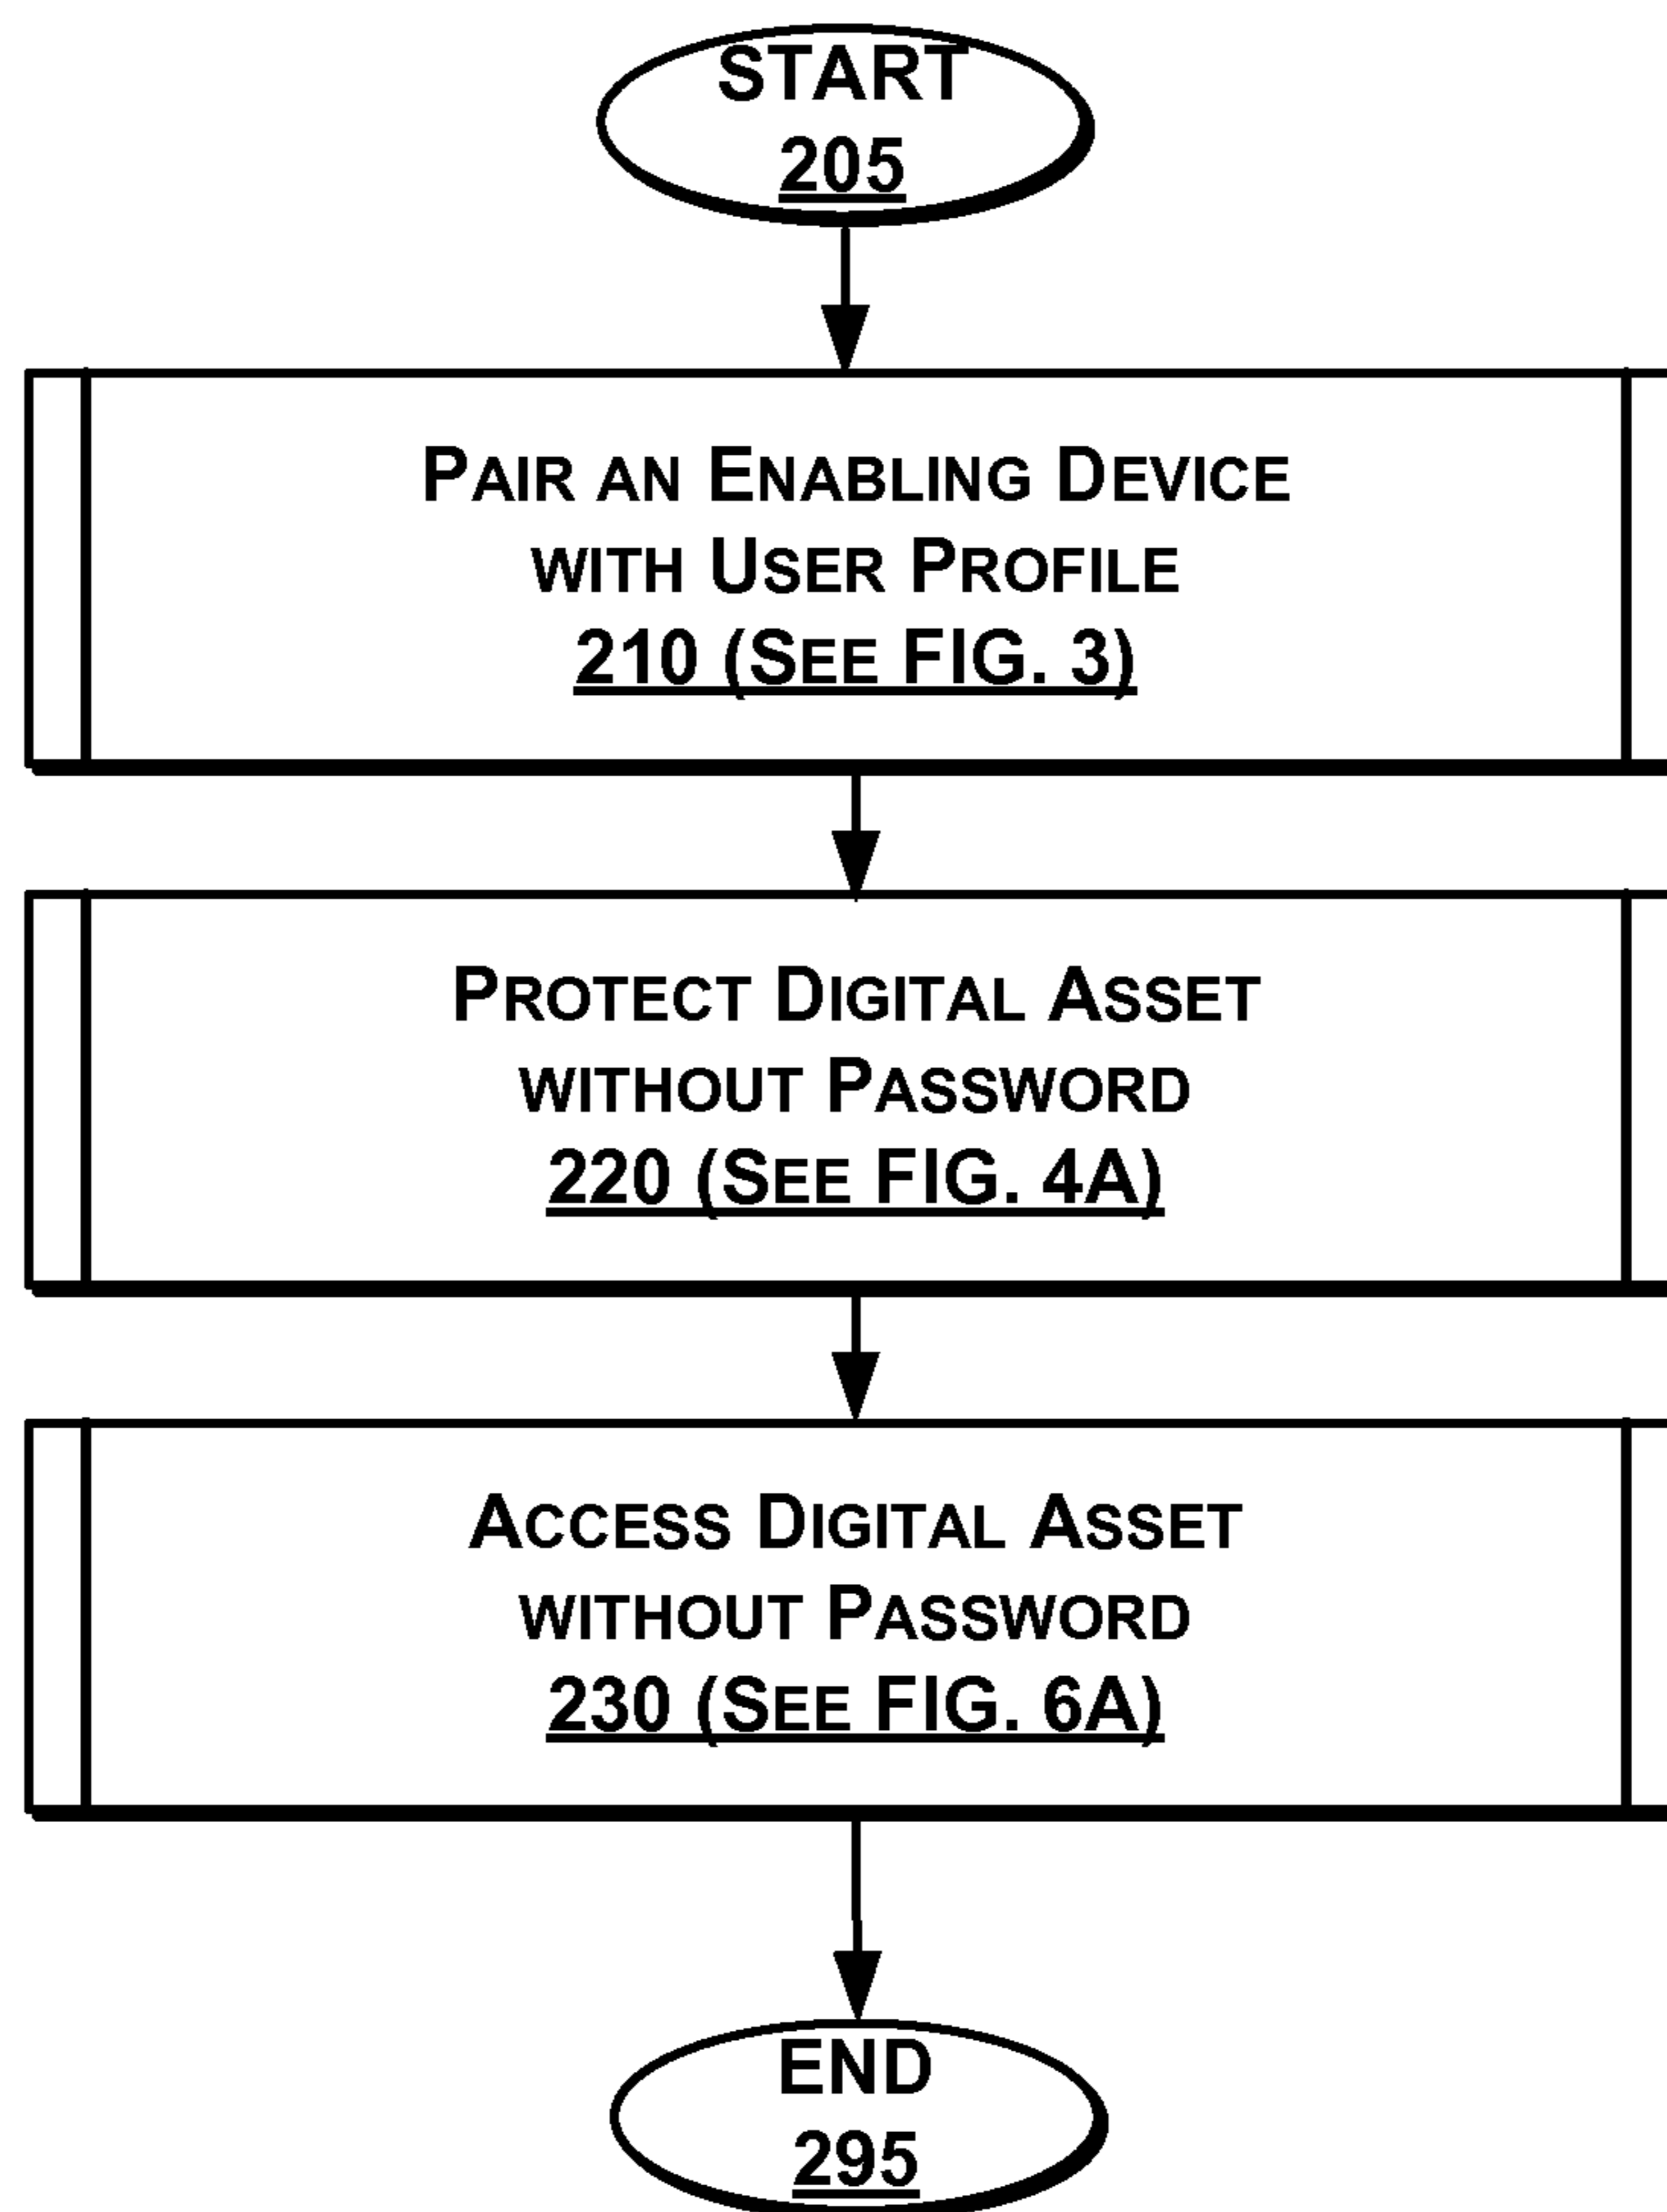 START
205
PAIR AN ENABLING DEVICE
WITH USER PROFILE
210 (SEE FIG. 3)
PROTECT DIGITAL ASSET
WITHOUT PASSWORD
220 (SEE FIG. 4A)
ACCESS DIGITAL ASSET
WITHOUT PASSWORD
230 (SEE FIG. 6A)
END
295